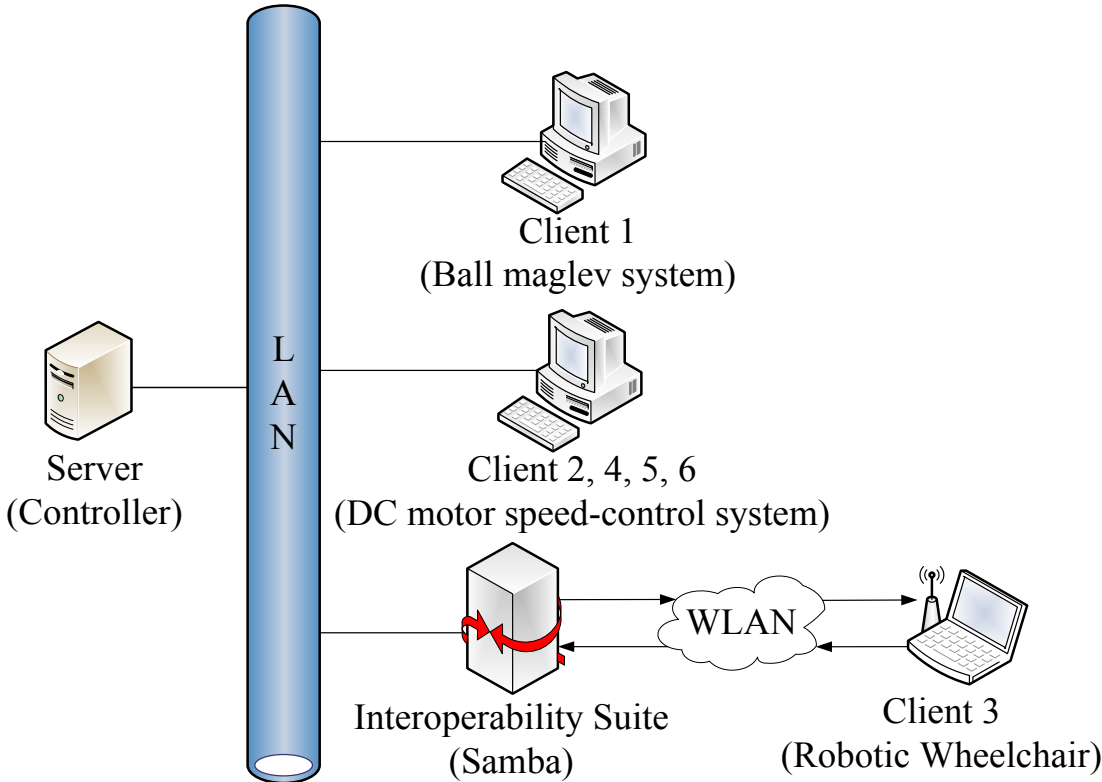 Client 1
(Ball maglev system)
L
A
N
Server
(Controller)
Client 2, 4, 5, 6
(DC motor speed-control system)
WLAN
Interoperability Suite
(Samba)
Client 3
(Robotic Wheelchair)